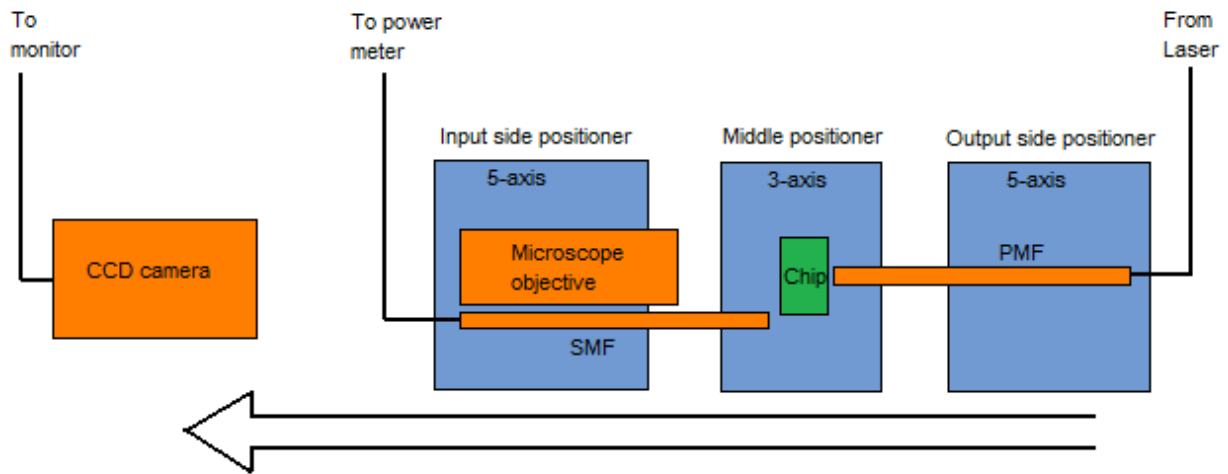 To
monitor
To power
meter
From
Laser
Input side positioner
Middle positioner
Output side positioner
5-axis
3-axis
5-axis
CCD camera
Microscope
objective
Chip
PMF
SMF